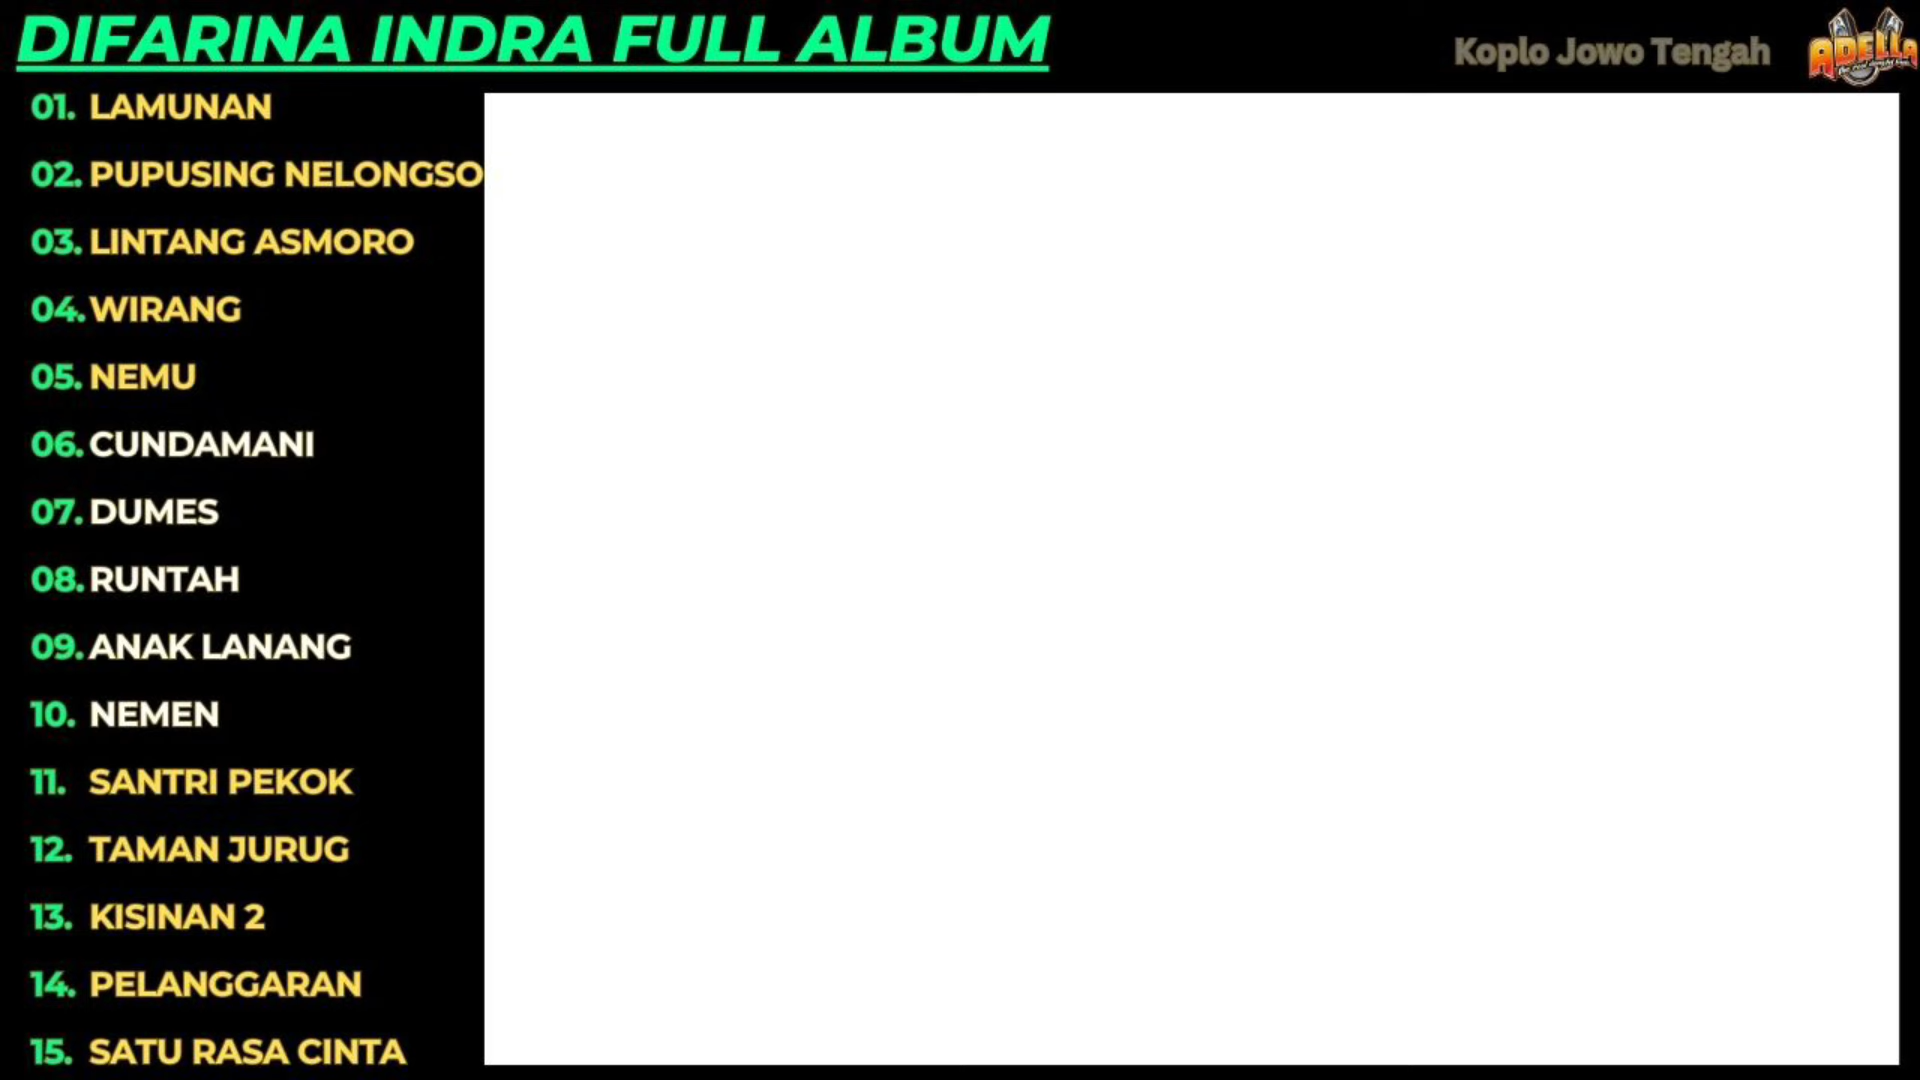 DIFARINA INDRA FULL ALBUM
Koplo Jowo Tengah
ADELLA
01. LAMUNAN
02. PUPUSING NELONGSO
03. LINTANG ASMORO
04. WIRANG
05. NEMU
06. CUNDAMANI
07. DUMES
08. RUNTAH
09. ANAK LANANG
10. NEMEN
11. SANTRI PEKOK
12. TAMAN JURUG
13. KISINAN 2
14. PELANGGARAN
15. SATU RASA CINTA